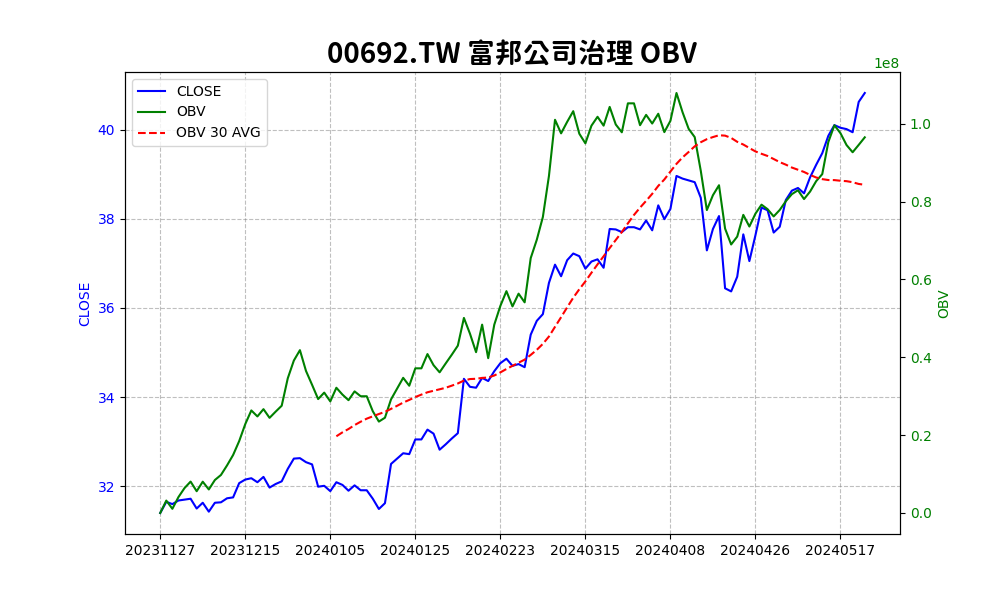 00692.TW 富邦公司治理 OBV
1e8
CLOSE
OBV
OBV 30 AVG
40
38
36
34
32
CLOSE
1.0
0.8
0.6
0.4
0.2
0.0
OBV
20231127 20231215 20240105 20240125 20240223 20240315 20240408 20240426 20240517